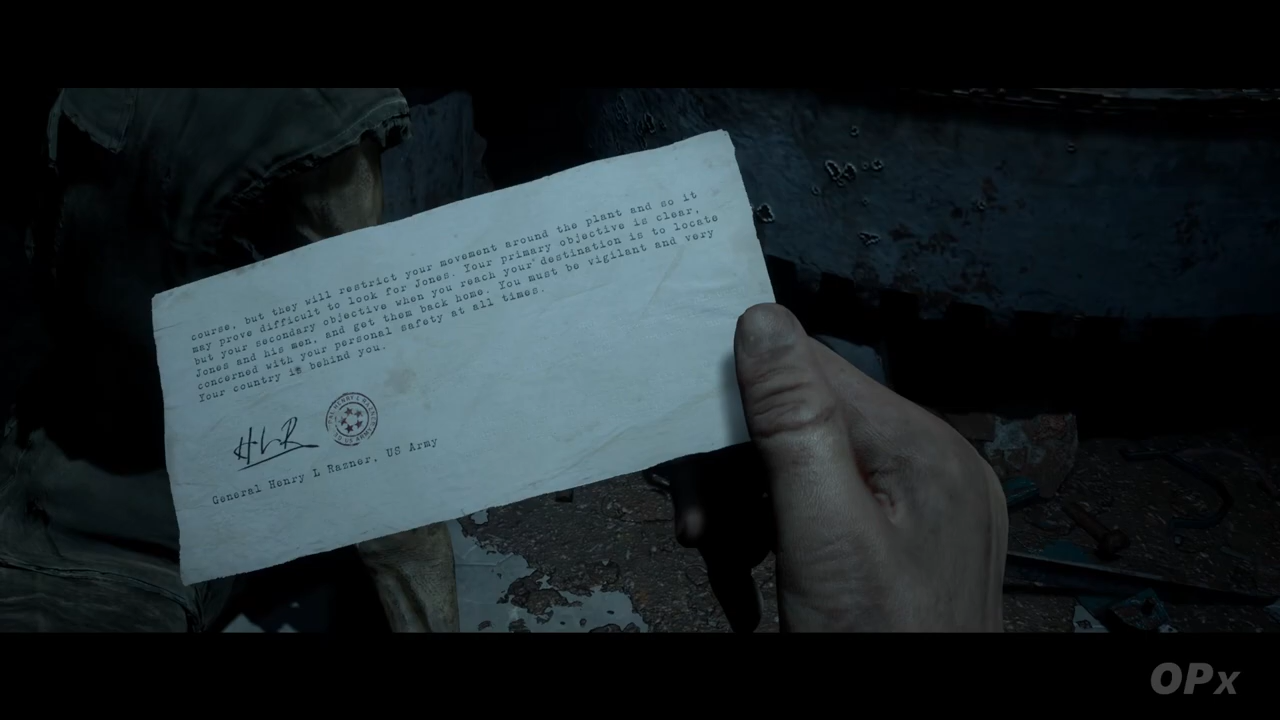 course, but they will restrict your movement around the plant and so it
may prove difficult to look for Jones. Your primary objective is clear,
but your secondary objective when you reach your destination is to locate
Jones and his men, and get them back home. You must be vigilant and very
concerned with your personal safety at all times.
Your country is behind you.
HLR
General Henry L Razner, US Army
OPx